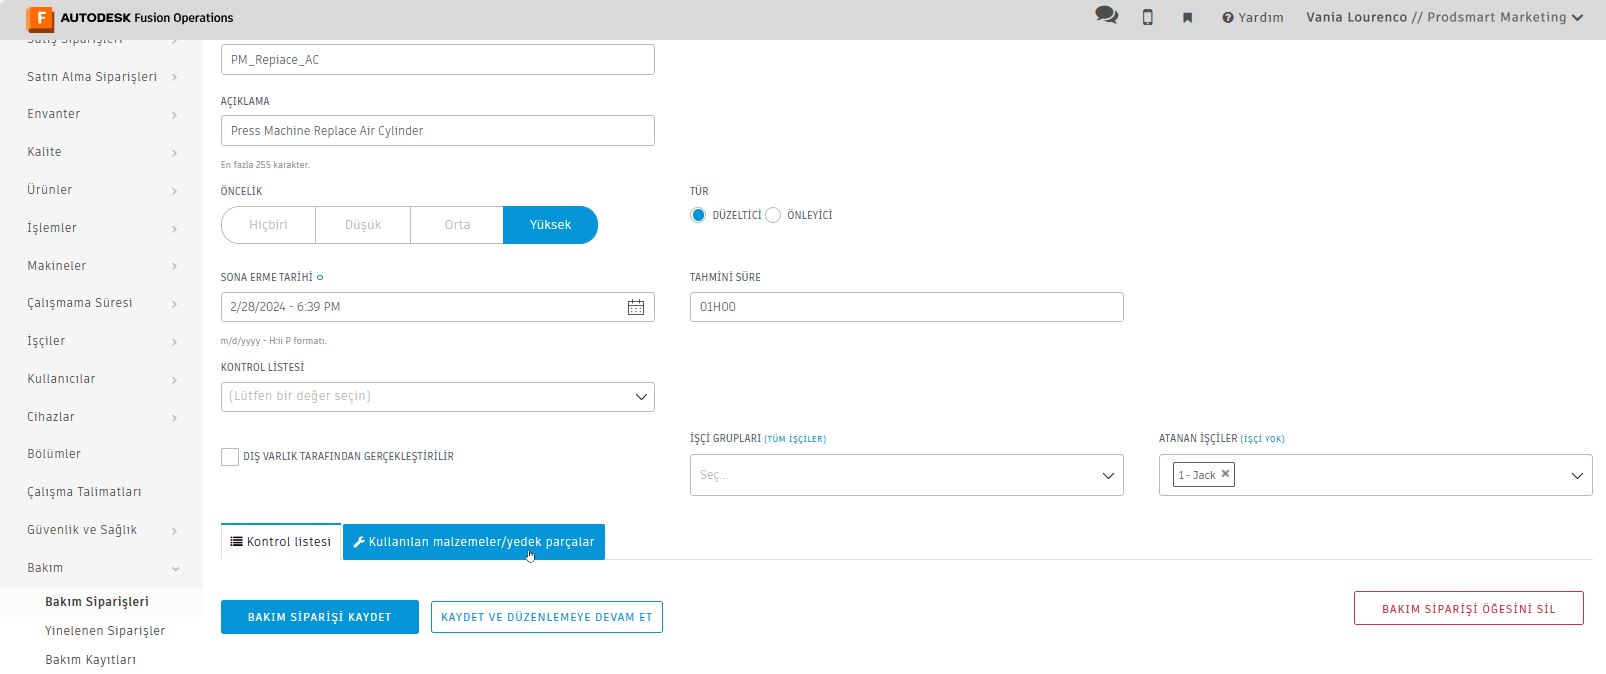 AUTODESK Fusion Operations
Yardım
Vania Lourenco // Prodsmart Marketing
Satış Siparişleri
Satın Alma Siparişleri
Envanter
Kalite
Ürünler
İşlemler
Makineler
Çalışmama Süresi
İşçiler
Kullanıcılar
Cihazlar
Bölümler
Çalışma Talimatları
Güvenlik ve Sağlık
Bakım
Bakım Siparişleri
Yinelenen Siparişler
Bakım Kayıtları
PM_Repiace_AC
AÇIKLAMA
Press Machine Replace Air Cylinder
En fazla 255 karakter.
ÖNCELİK
Hiçbiri
Düşük
Orta
Yüksek
TÜR
DÜZELTİCİ
ÖNLEYİCİ
SONA ERME TARİHİ
2/28/2024 - 6:39 PM
m/d/yyyy - H:ii P formatı.
TAHMİNİ SÜRE
01H00
KONTROL LİSTESİ
(Lütfen bir değer seçin)
DIŞ VARLIK TARAFINDAN GERÇEKLEŞTİRİLİR
İŞÇİ GRUPLARI (TÜM İŞÇİLER)
Seç...
ATANAN İŞÇİLER (İŞÇİ YOK)
1 - Jack
Kontrol listesi
Kullanılan malzemeler/yedek parçalar
BAKIM SİPARİŞİ KAYDET
KAYDET VE DÜZENLEMEYE DEVAM ET
BAKIM SİPARİŞİ ÖĞESİNİ SİL